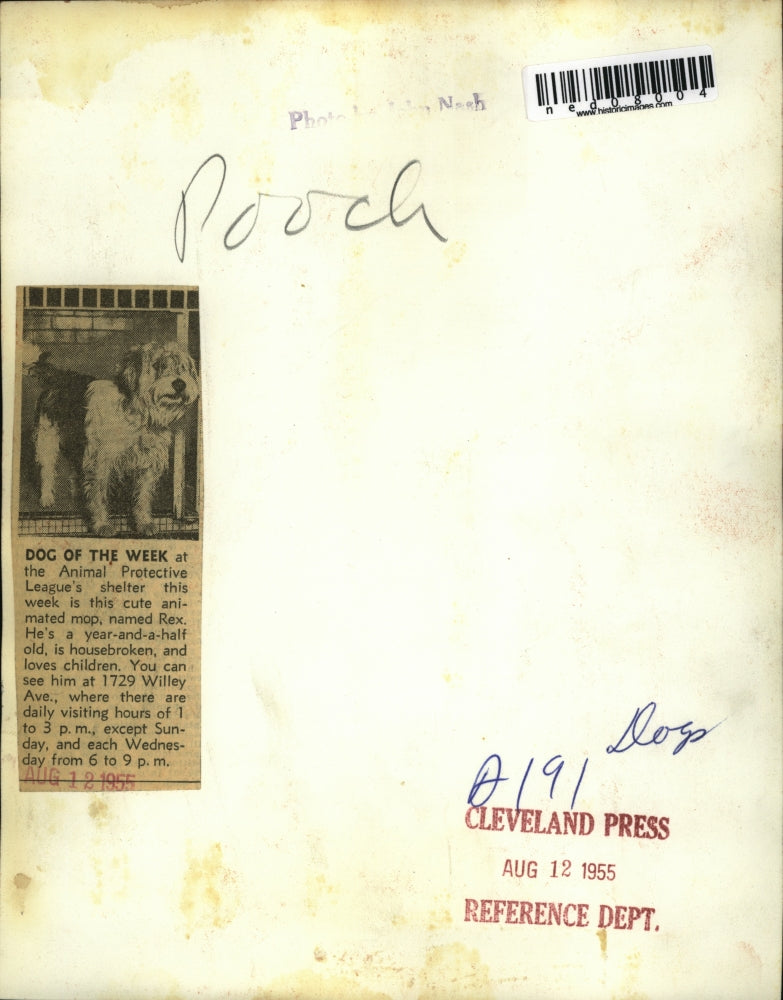 Photo by John Nash
ned08004
www.historicimages.com
Pooch
DOG OF THE WEEK at
the Animal Protective
League's shelter this
week is this cute ani-
mated mop, named Rex.
He's a year-and-a-half
old, is housebroken, and
loves children. You can
see him at 1729 Willey
Ave., where there are
daily visiting hours of 1
to 3 p. m., except Sun-
day, and each Wednes-
day from 6 to 9 p. m.
AUG 12 1955
Dogs
A191
CLEVELAND PRESS
AUG 12 1955
REFERENCE DEPT.